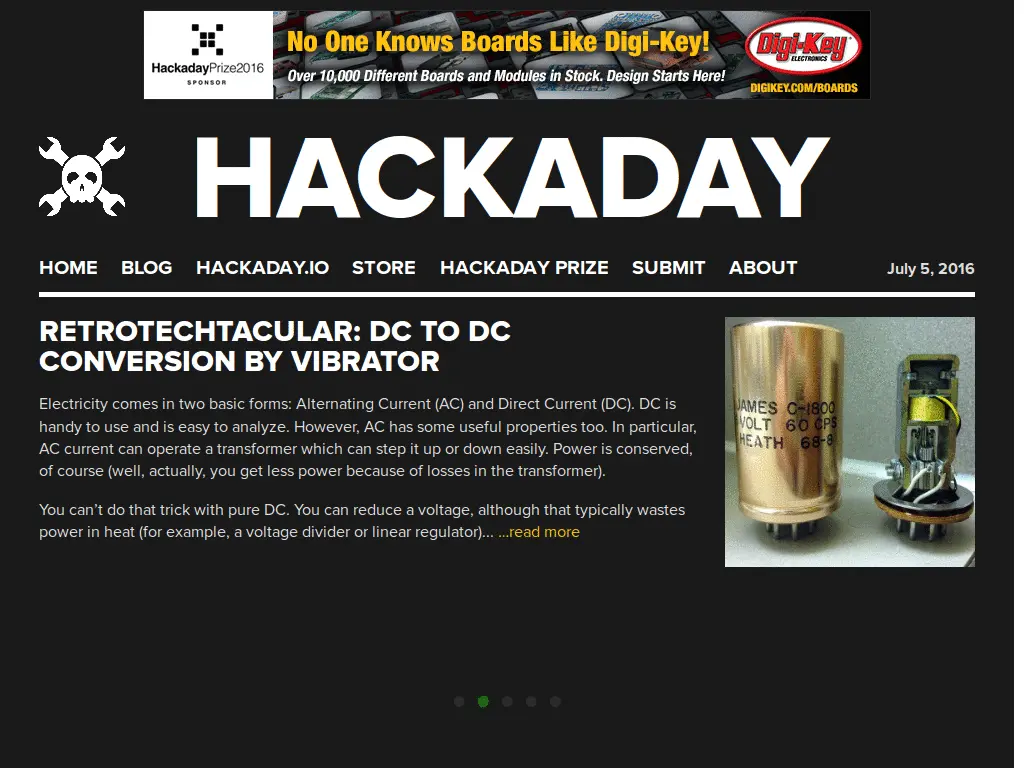 HackadayPrize2016
SPONSOR
No One Knows Boards Like Digi-Key!
Over 10,000 Different Boards and Modules in Stock. Design Starts Here!
Digi-Key
ELECTRONICS
DIGIKEY.COM/BOARDS
HACKADAY
HOME BLOG HACKADAY.IO STORE HACKADAY PRIZE SUBMIT ABOUT July 5, 2016
RETROTECHTACULAR: DC TO DC
CONVERSION BY VIBRATOR
Electricity comes in two basic forms: Alternating Current (AC) and Direct Current (DC). DC is
handy to use and is easy to analyze. However, AC has some useful properties too. In particular,
AC current can operate a transformer which can step it up or down easily. Power is conserved,
of course (well, actually, you get less power because of losses in the transformer).
You can’t do that trick with pure DC. You can reduce a voltage, although that typically wastes
power in heat (for example, a voltage divider or linear regulator)... ...read more
JAMES C-1800
VOLT 60 CPS
HEATH 68-8